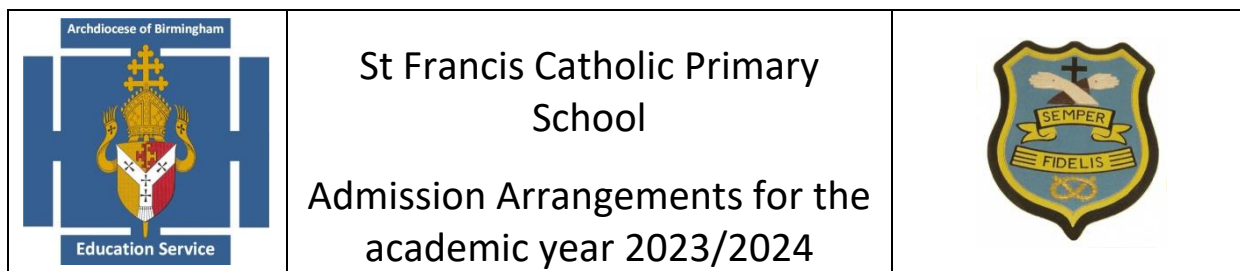 Archdiocese of Birmingham
Education Service
St Francis Catholic Primary
School
Admission Arrangements for the
academic year 2023/2024
SEMPER
FIDELIS